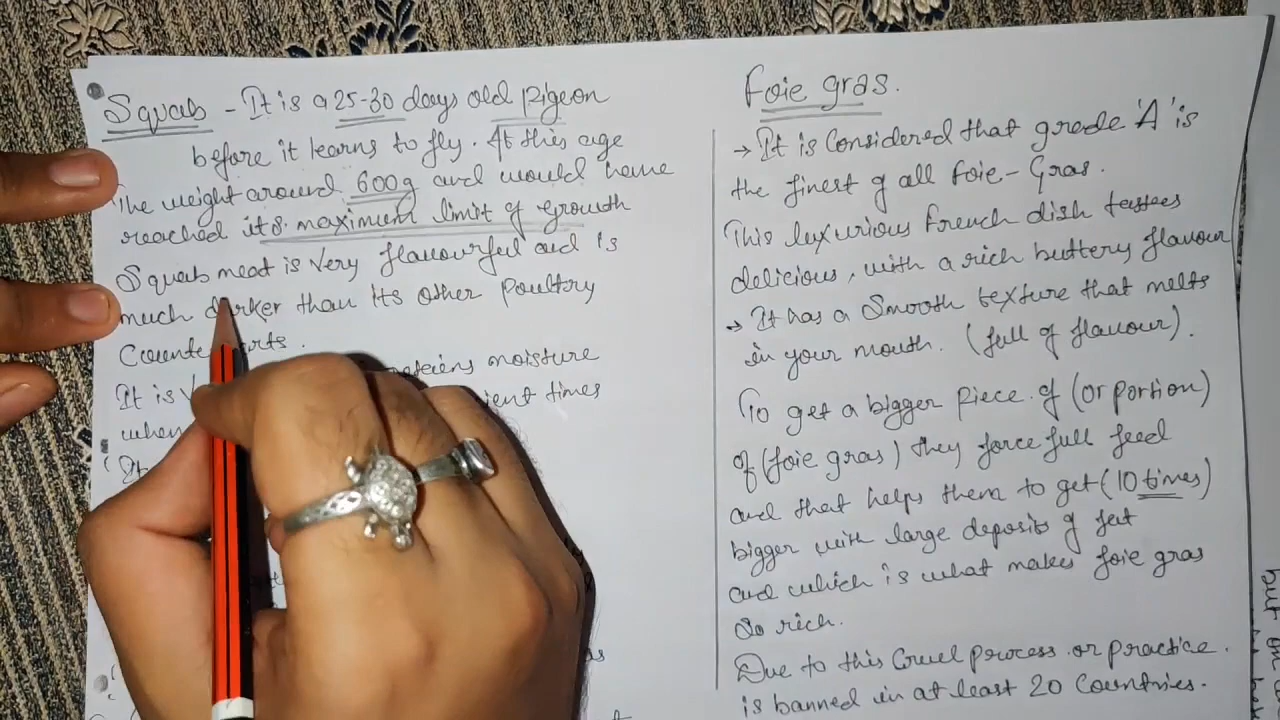 Squab - It is a 25-30 days old pigeon
before it learns to fly. At this age
The weight around 600g and would have
reached its maximum limit of growth
Squab meat is very flavourful and is
much darker than its other poultry
It is
moisture
times
when
It
Foie gras.
→ It is considered that grade 'A' is
the finest of all foie-Gras.
This luxurious french dish tastes
delicious, with a rich buttery flavour
→ It has a smooth texture that melts
in your mouth. (full of flavour).
To get a bigger piece of (or portion)
of (foie gras) they force full feed
and that helps them to get (10 times)
bigger with large deposits of fat
and which is what makes foie gras
so rich.
Due to this cruel process or practice.
is banned in at least 20 countries.
but